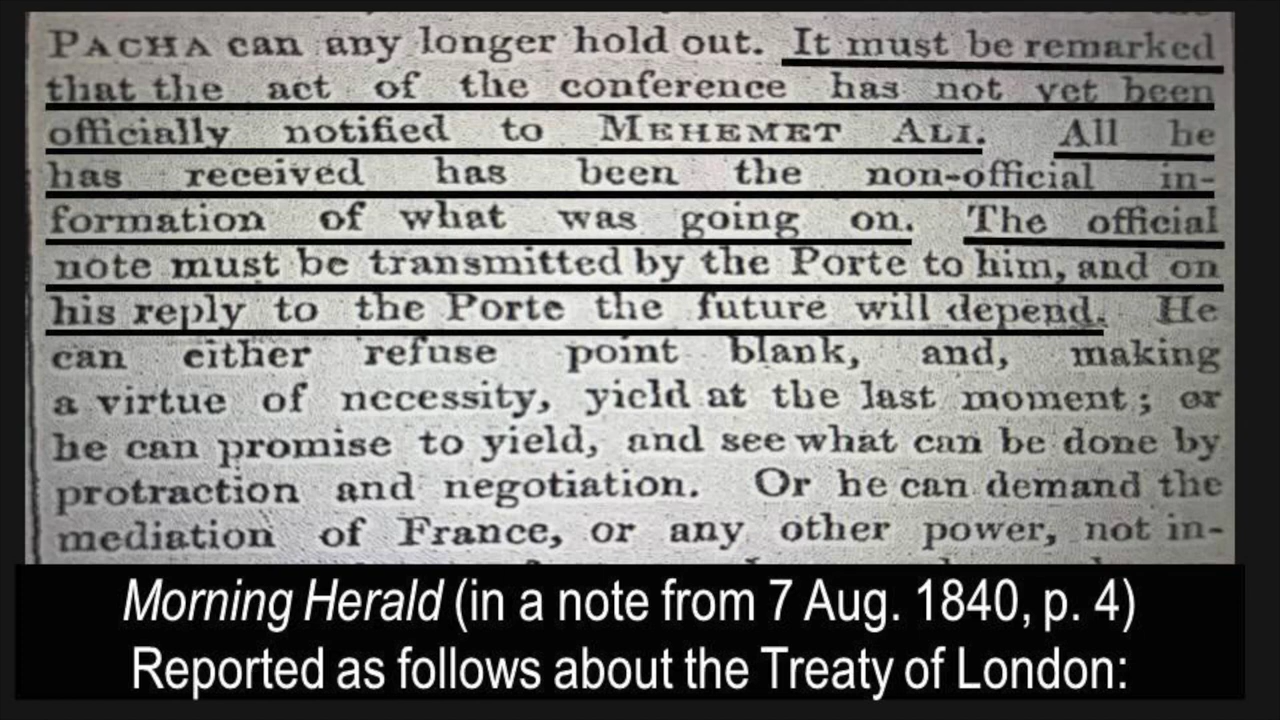 PACHA can any longer hold out. It must be remarked
that the act of the conference has not yet been
officially notified to MEHEMET ALI. All he
has received has been the non-official in-
formation of what was going on. The official
note must be transmitted by the Porte to him, and on
his reply to the Porte the future will depend. He
can either refuse point blank, and, making
a virtue of necessity, yield at the last moment; or
he can promise to yield, and see what can be done by
protraction and negotiation. Or he can demand the
mediation of France, or any other power, not in-
Morning Herald (in a note from 7 Aug. 1840, p. 4)
Reported as follows about the Treaty of London: